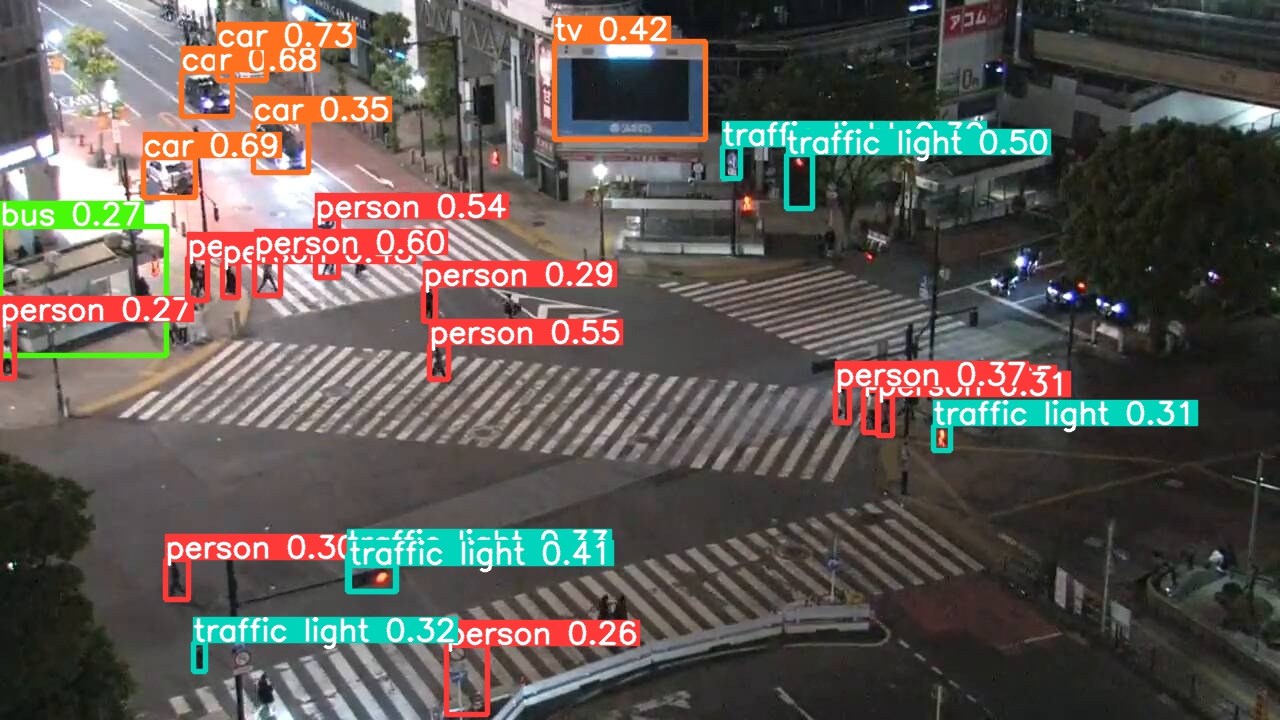 AMERICAN EAGLE
car 0.73
car 0.68
tv 0.42
アコム
car 0.35
traffic light 0.50
car 0.69
person 0.54
bus 0.27
person 0.60
person 0.29
person 0.27
person 0.55
person 0.37
person 0.31
traffic light 0.31
person 0.30
traffic light 0.41
traffic light 0.32
person 0.26